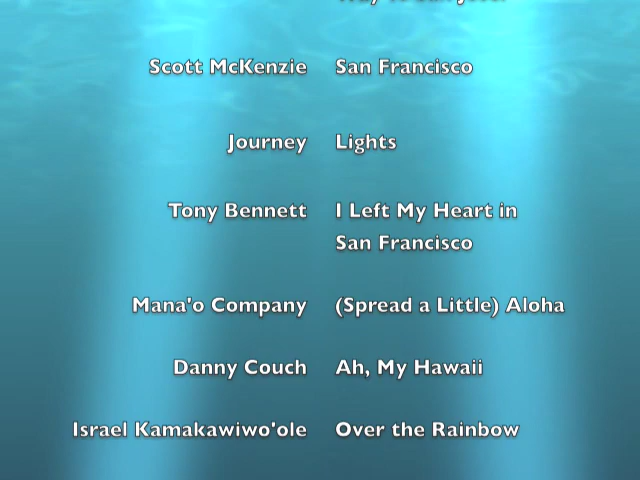 Scott McKenzie San Francisco
Journey Lights
Tony Bennett I Left My Heart in
San Francisco
Mana'o Company (Spread a Little) Aloha
Danny Couch Ah, My Hawaii
Israel Kamakawiwo'ole Over the Rainbow